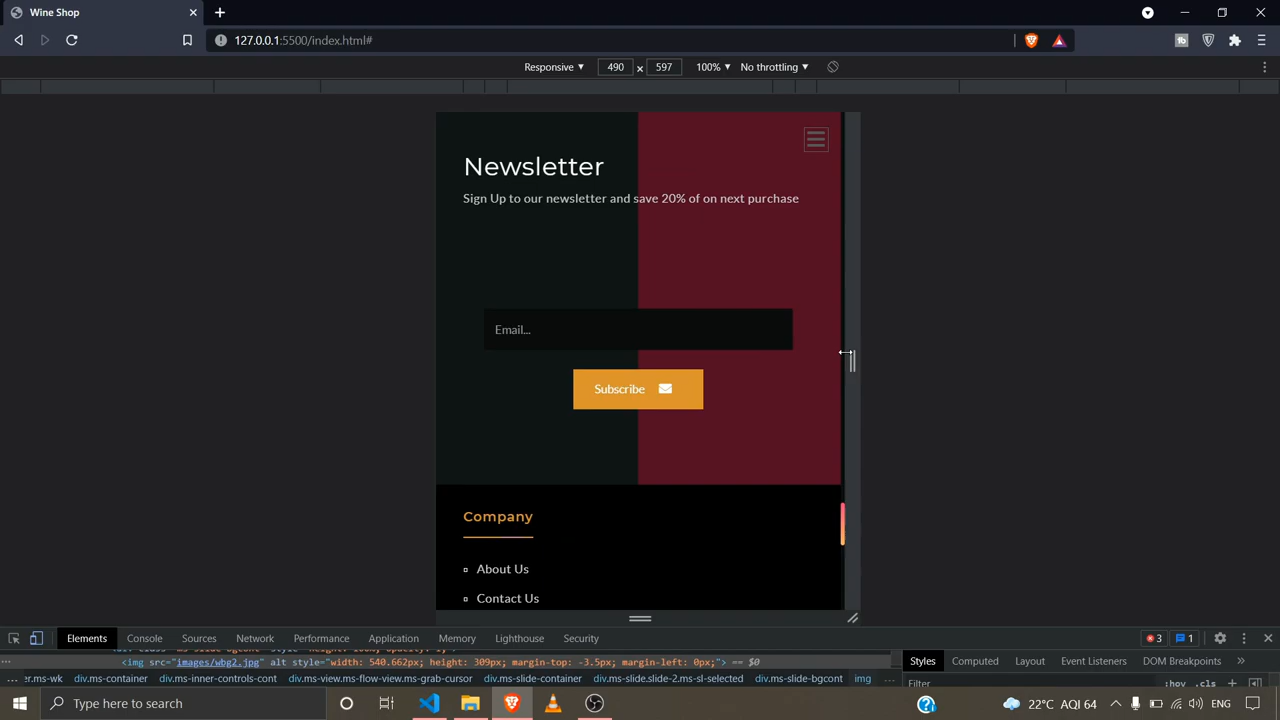 Wine Shop
127.0.0.1:5500/index.html#
Responsive 490 × 597 100% No throttling
Newsletter
Sign Up to our newsletter and save 20% of on next purchase
Email...
Subscribe
Company
About Us
Contact Us
Elements Console Sources Network Performance Application Memory Lighthouse Security 3 1
<img src="images/wbg2.jpg" alt style="width: 540.662px; height: 309px; margin-top: -3.5px; margin-left: 0px;"> == $0
Styles Computed Layout Event Listeners DOM Breakpoints
er.ms-wk div.ms-container div.ms-inner-controls-cont div.ms-view.ms-flow-view.ms-grab-cursor div.ms-slide-container div.ms-slide.slide-2.ms-sl-selected div.ms-slide-bgcont img
Filter :hov .cls
Type here to search
22°C AQI 64 ENG